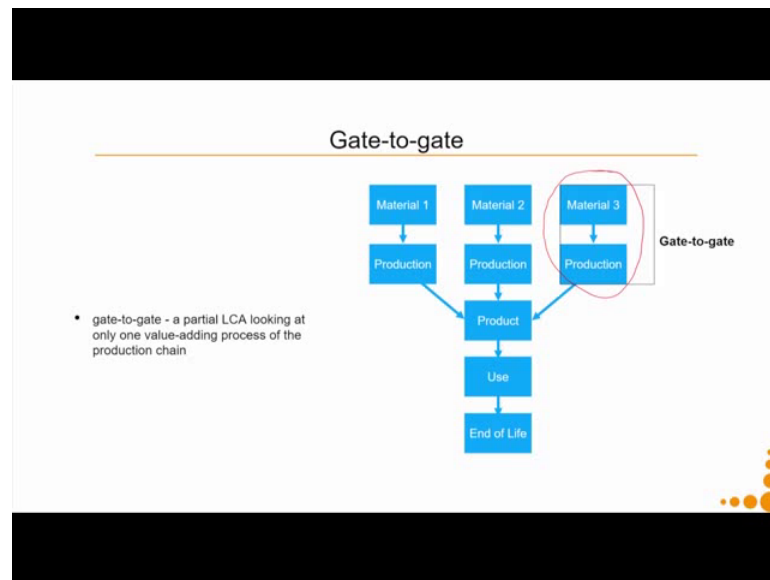 Gate-to-gate
Material 1
Material 2
Material 3
Gate-to-gate
Production
Production
Production
• gate-to-gate - a partial LCA looking at
only one value-adding process of the
production chain
Product
Use
End of Life